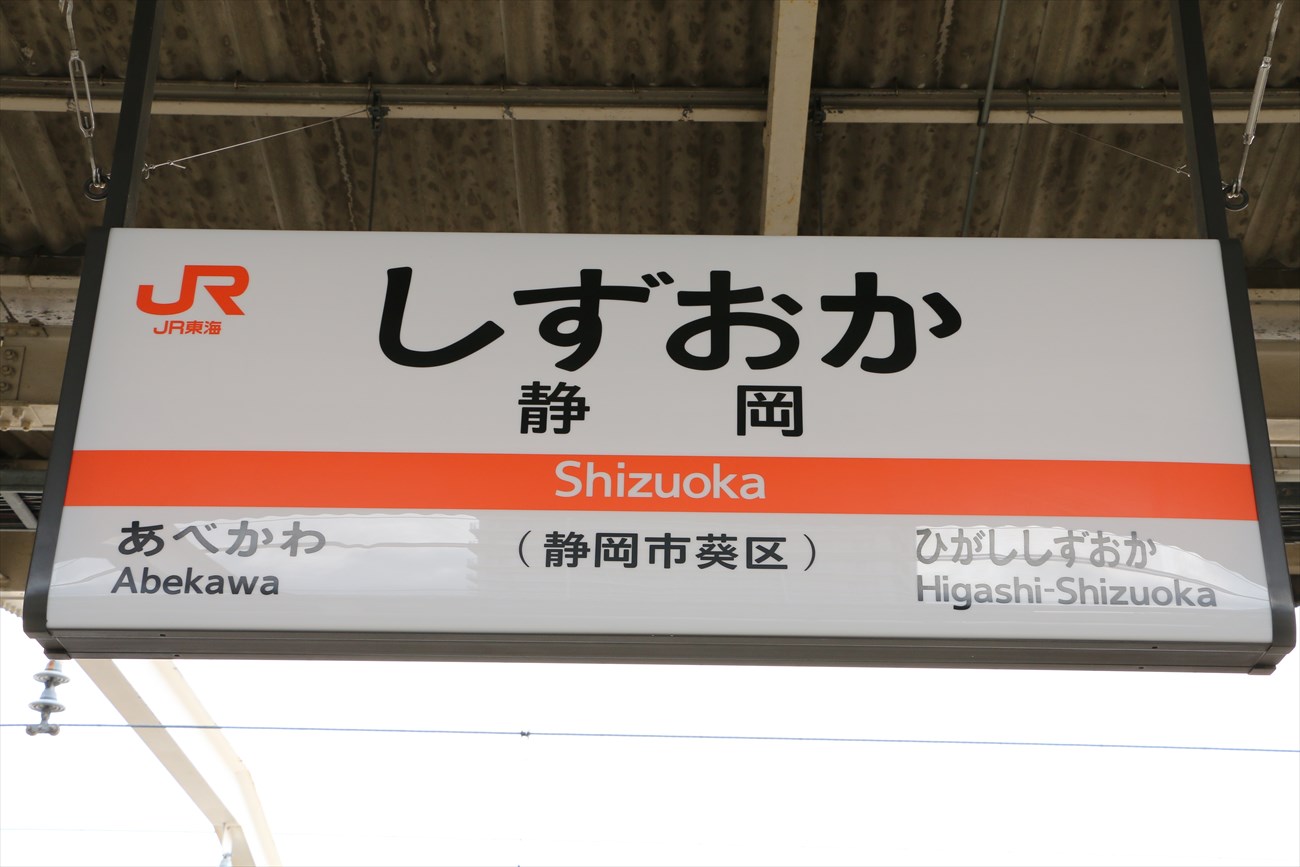 JR
JR東海
しずおか
静岡
Shizuoka
あべかわ
Abekawa
(静岡市葵区)
ひがししずおか
Higashi-Shizuoka